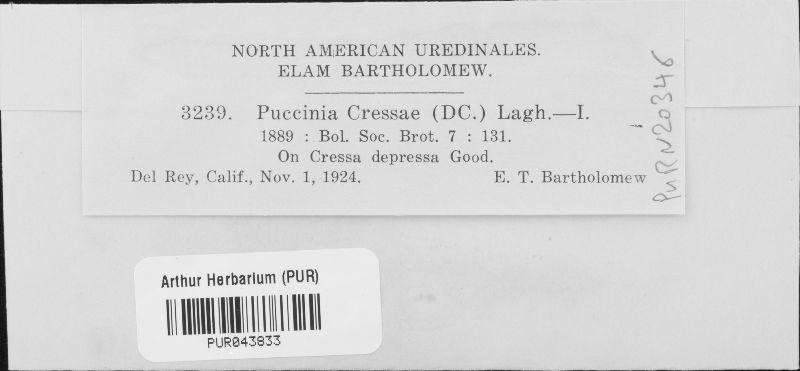 NORTH AMERICAN UREDINALES.
ELAM BARTHOLOMEW.
3239. Puccinia Cressae (DC.) Lagh.—I.
1889 : Bol. Soc. Brot. 7 : 131.
On Cressa depressa Good.
Del Rey, Calif., Nov. 1, 1924. E. T. Bartholomew
PUR N20346
Arthur Herbarium (PUR)
PUR043833